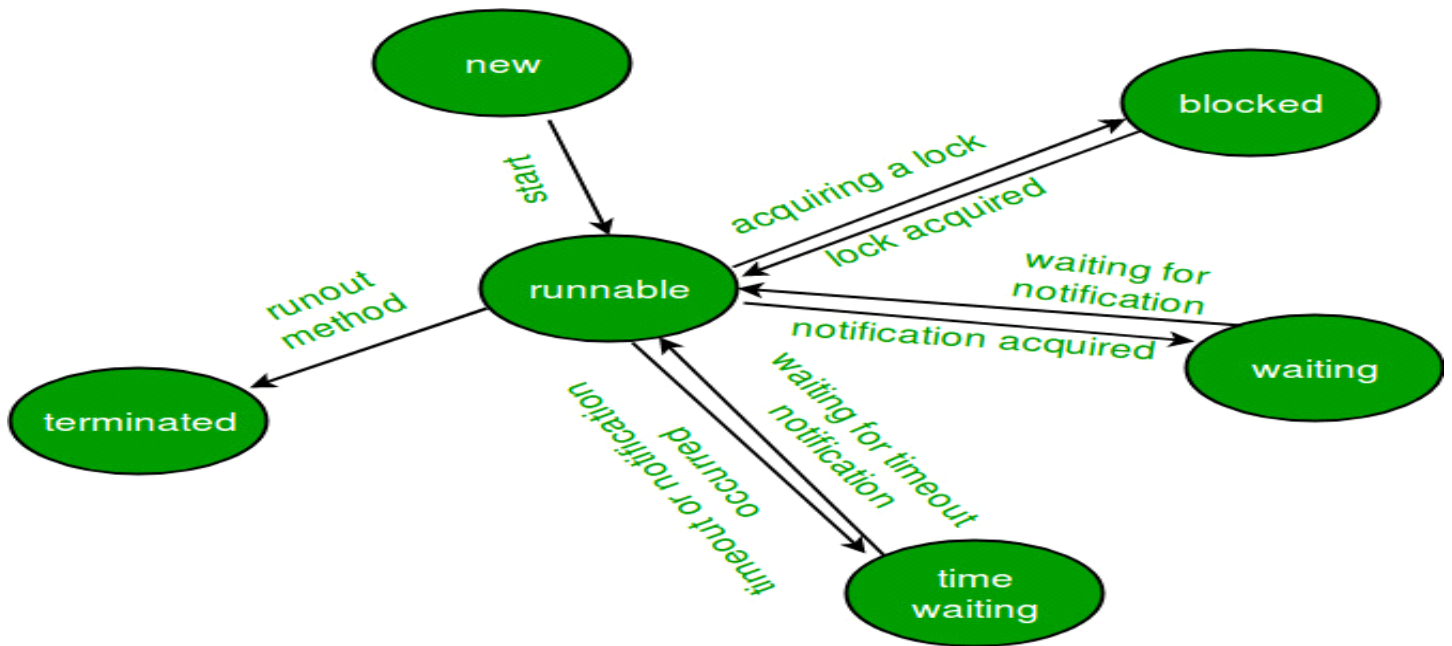 new
blocked
start
acquiring a lock
lock acquired
runnable
waiting for
notification
notification acquired
waiting
runout
method
terminated
waiting for timeout
notification
timeout or notification
occurred
time
waiting